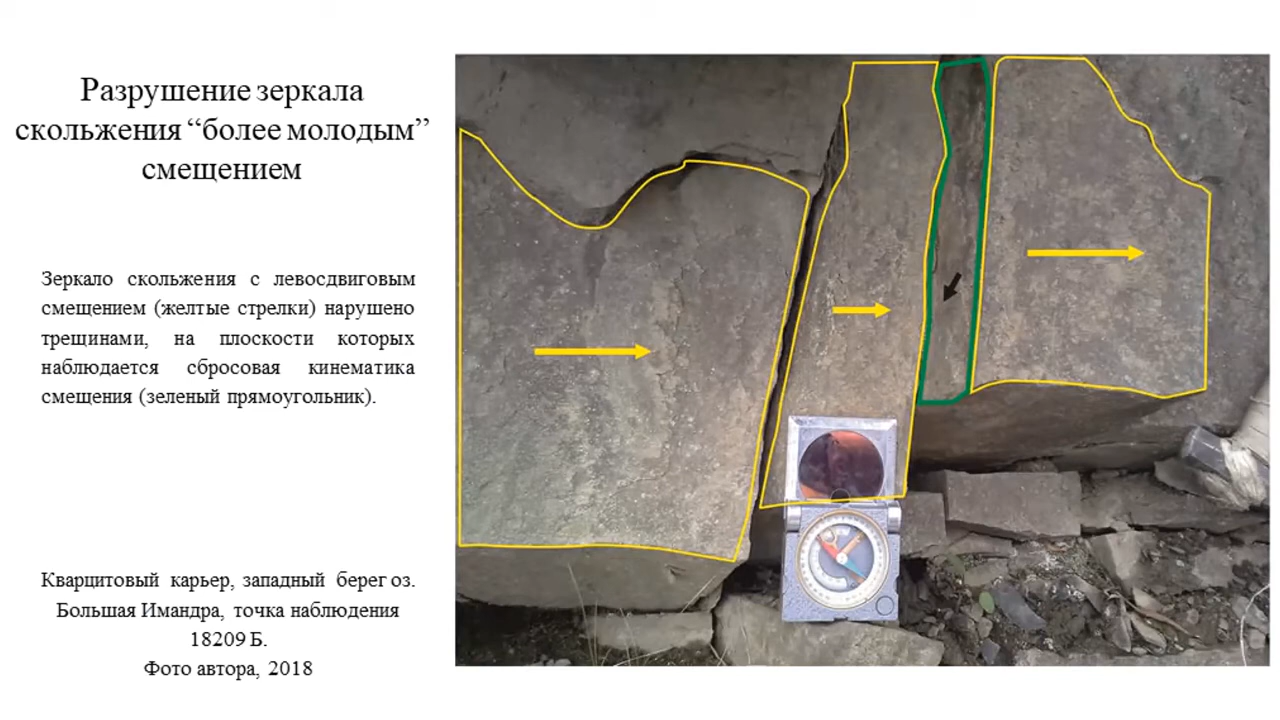 Разрушение зеркала
скольжения “более молодым”
смещением
Зеркало скольжения с левосдвиговым
смещением (желтые стрелки) нарушено
трещинами, на плоскости которых
наблюдается сбросовая кинематика
смещения (зеленый прямоугольник).
Кварцитовый карьер, западный берег оз.
Большая Имандра, точка наблюдения
18209 Б.
Фото автора, 2018